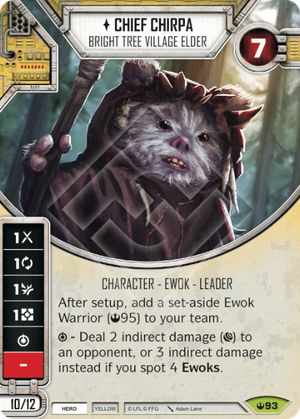 CHIEF CHIRPA
BRIGHT TREE VILLAGE ELDER
7
1
1
1
1
-
CHARACTER - EWOK - LEADER
After setup, add a set-aside Ewok
Warrior (95) to your team.
- Deal 2 indirect damage () to
an opponent, or 3 indirect damage
instead if you spot 4 Ewoks.
10/12
HERO
YELLOW
© LFL © FFG
Adam Lane
93